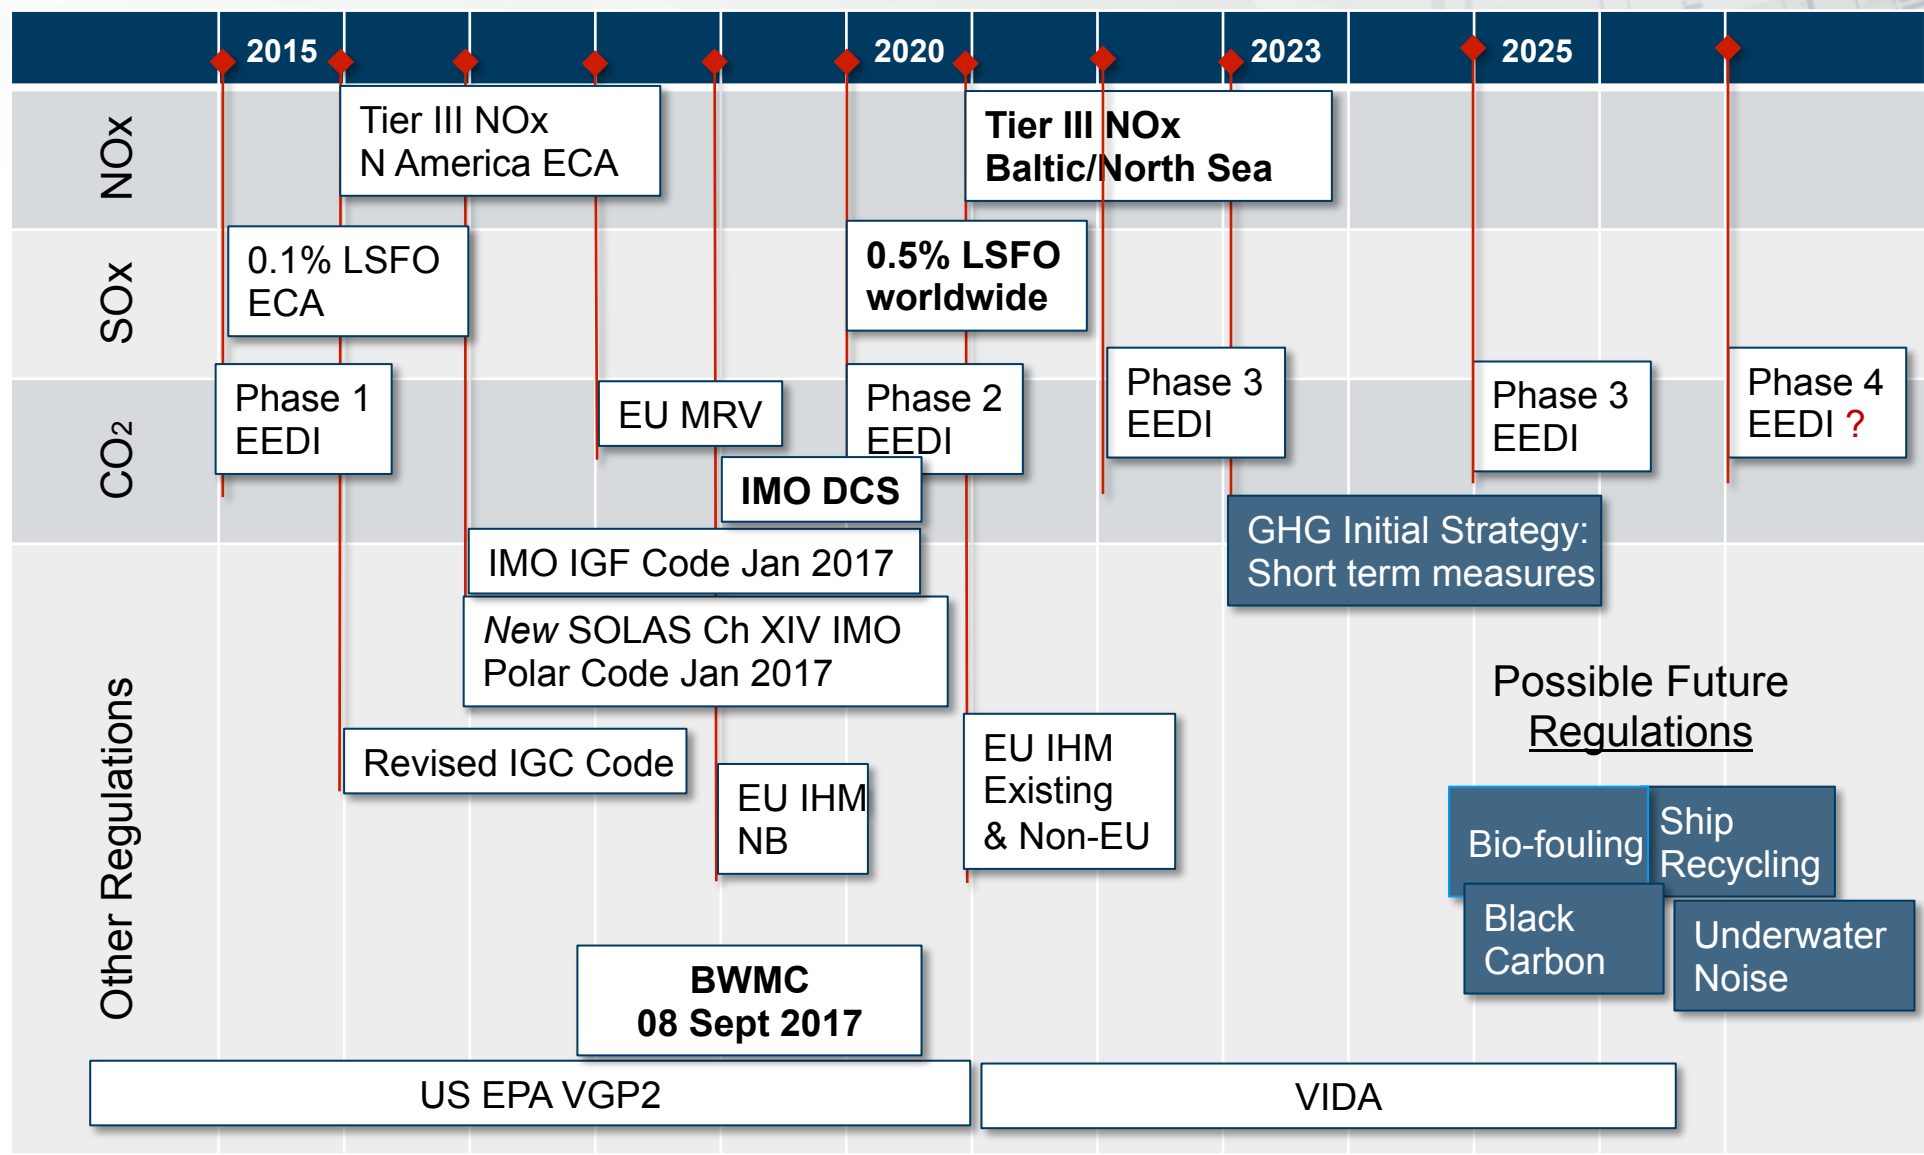 2015
2020
2023
2025
NOx
Tier III NOx
N America ECA
Tier III NOx
Baltic/North Sea
SOx
0.1% LSFO
ECA
0.5% LSFO
worldwide
CO2
Phase 1
EEDI
EU MRV
Phase 2
EEDI
Phase 3
EEDI
Phase 3
EEDI
Phase 4
EEDI ?
IMO DCS
GHG Initial Strategy:
Short term measures
Other Regulations
IMO IGF Code Jan 2017
New SOLAS Ch XIV IMO
Polar Code Jan 2017
Revised IGC Code
EU IHM
NB
EU IHM
Existing
& Non-EU
Possible Future
Regulations
Bio-fouling
Ship
Recycling
Black
Carbon
Underwater
Noise
BWMC
08 Sept 2017
US EPA VGP2
VIDA